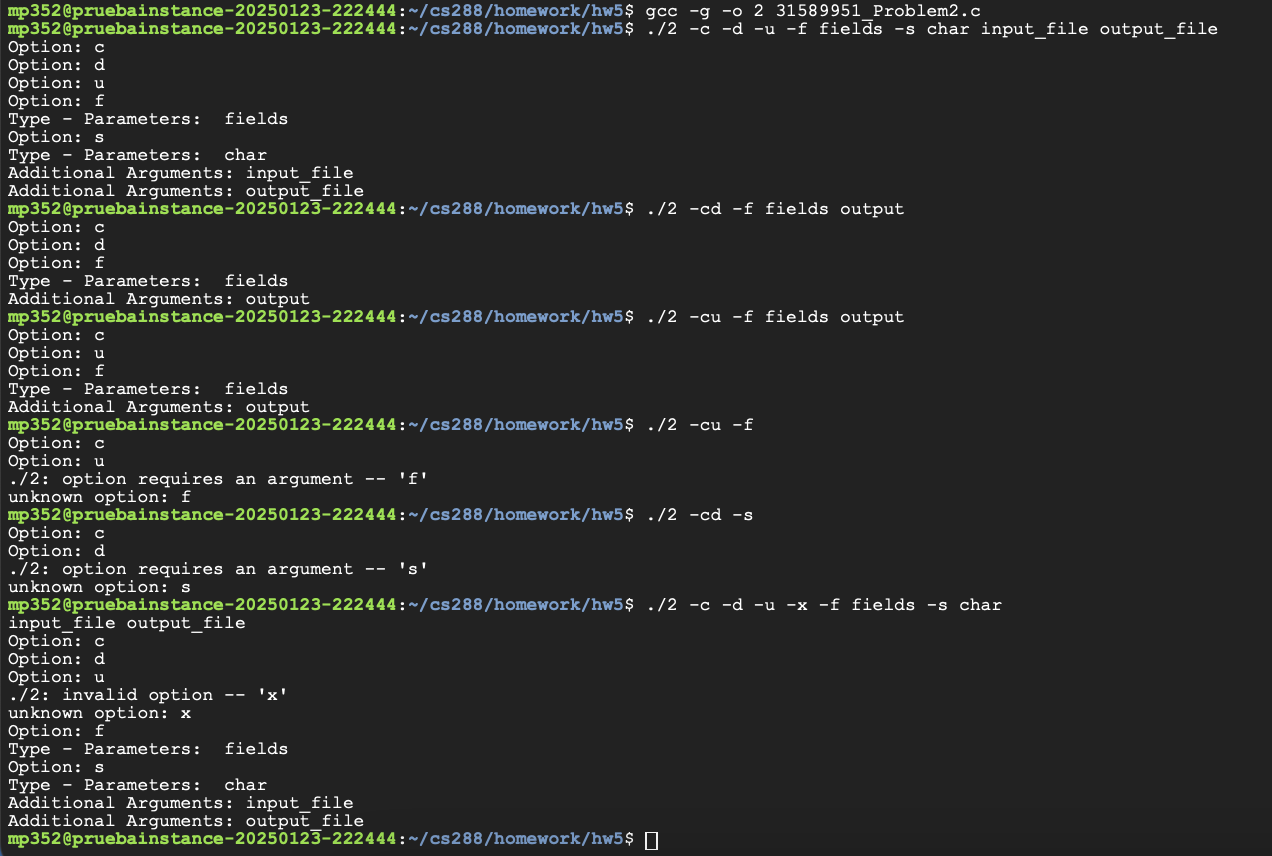 mp352@pruebainstance-20250123-222444:~/cs288/homework/hw5$ gcc -g -o 2 31589951_Problem2.c
mp352@pruebainstance-20250123-222444:~/cs288/homework/hw5$ ./2 -c -d -u -f fields -s char input_file output_file
Option: c
Option: d
Option: u
Option: f
Type - Parameters:  fields
Option: s
Type - Parameters:  char
Additional Arguments: input_file
Additional Arguments: output_file
mp352@pruebainstance-20250123-222444:~/cs288/homework/hw5$ ./2 -cd -f fields output
Option: c
Option: d
Option: f
Type - Parameters:  fields
Additional Arguments: output
mp352@pruebainstance-20250123-222444:~/cs288/homework/hw5$ ./2 -cu -f fields output
Option: c
Option: u
Option: f
Type - Parameters:  fields
Additional Arguments: output
mp352@pruebainstance-20250123-222444:~/cs288/homework/hw5$ ./2 -cu -f
Option: c
Option: u
./2: option requires an argument -- 'f'
unknown option: f
mp352@pruebainstance-20250123-222444:~/cs288/homework/hw5$ ./2 -cd -s
Option: c
Option: d
./2: option requires an argument -- 's'
unknown option: s
mp352@pruebainstance-20250123-222444:~/cs288/homework/hw5$ ./2 -c -d -u -x -f fields -s char
input_file output_file
Option: c
Option: d
Option: u
./2: invalid option -- 'x'
unknown option: x
Option: f
Type - Parameters:  fields
Option: s
Type - Parameters:  char
Additional Arguments: input_file
Additional Arguments: output_file
mp352@pruebainstance-20250123-222444:~/cs288/homework/hw5$